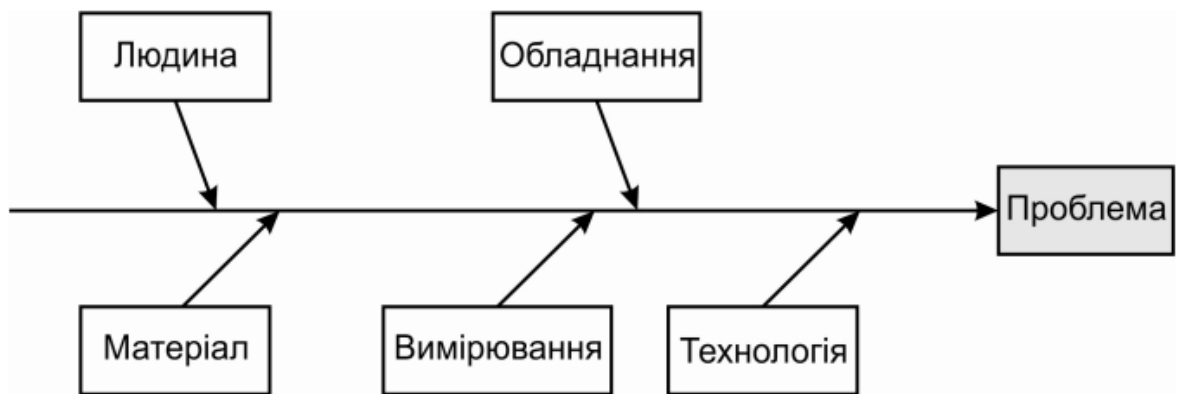 Людина
Обладнання
Проблема
Матеріал
Вимірювання
Технологія